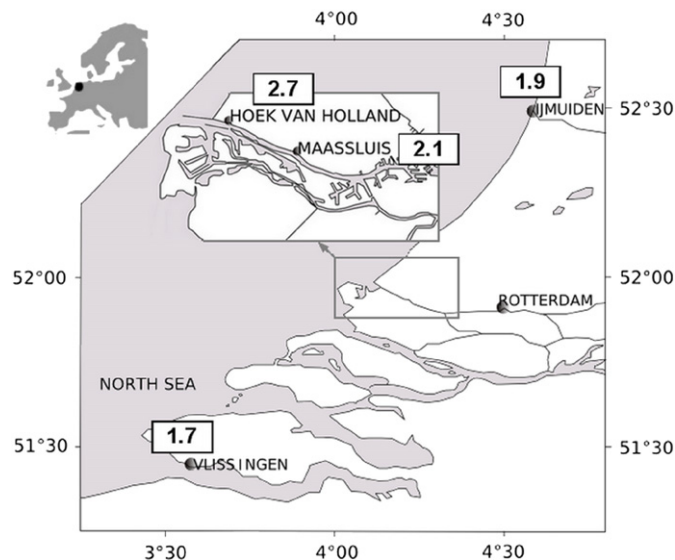 4°00 4°30
1.9
2.7
IJMUIDEN 52°30
HOEK VAN HOLLAND
MAASSLUIS 2.1
52°00 52°00
ROTTERDAM
NORTH SEA
1.7
51°30 51°30
VLISSINGEN
3°30 4°00 4°30